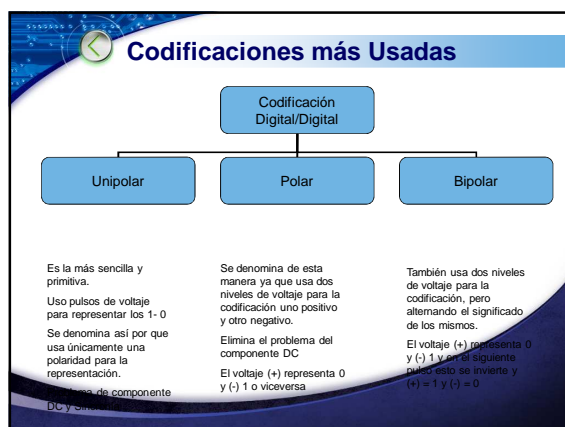 Codificaciones más Usadas
Codificación
Digital/Digital
Unipolar
Polar
Bipolar
Es la más sencilla y
primitiva.
Uso pulsos de voltaje
para representar los 1- 0
Se denomina así por que
usa únicamente una
polaridad para la
representación.
de componente
DC y
Se denomina de esta
manera ya que usa dos
niveles de voltaje para la
codificación uno positivo
y otro negativo.
Elimina el problema del
componente DC
El voltaje (+) representa 0
y (-) 1 o viceversa
También usa dos niveles
de voltaje para la
codificación, pero
alternando el significado
de los mismos.
El voltaje (+) representa 0
y (-) 1 y en el siguiente
pulso esto se invierte y
(+) = 1 y (-) = 0